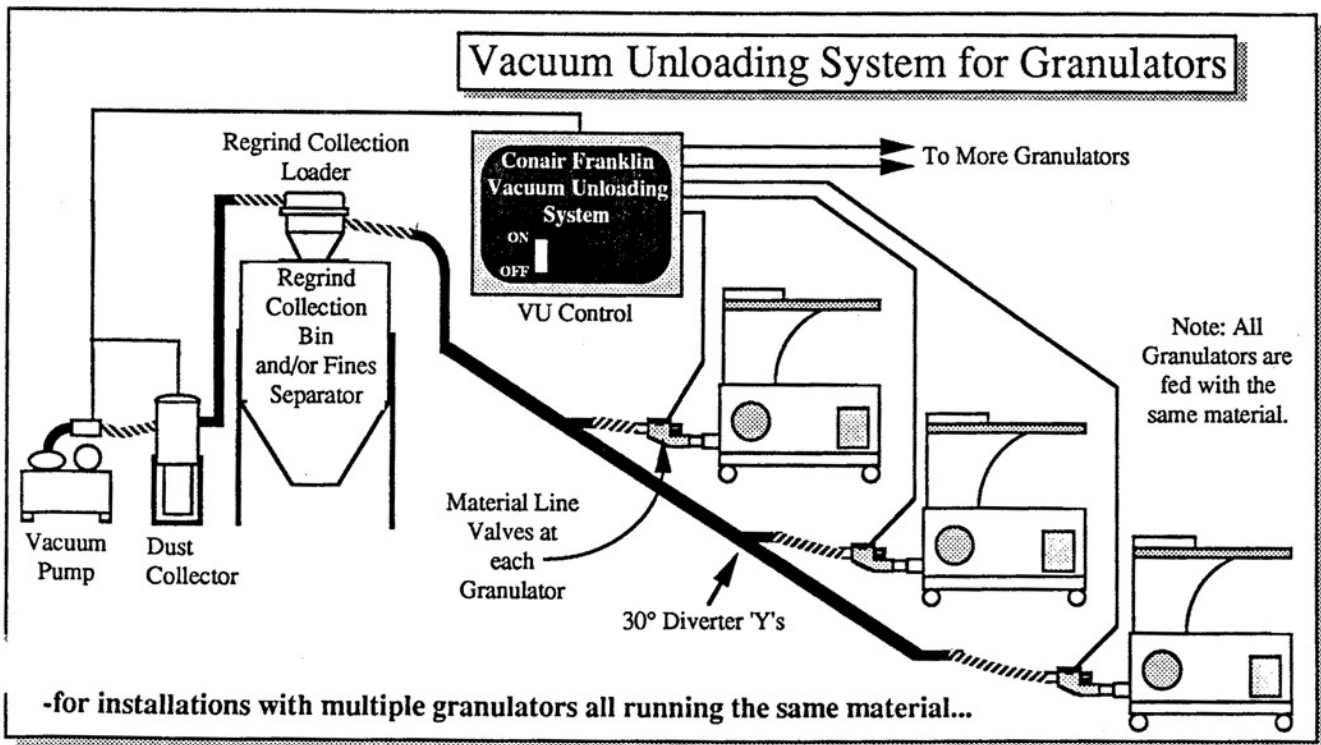 Vacuum Unloading System for Granulators
Regrind Collection
Loader
Conair Franklin
Vacuum Unloading
System
ON
OFF
VU Control
To More Granulators
Regrind
Collection
Bin
and/or Fines
Separator
Note: All
Granulators are
fed with the
same material.
Vacuum
Pump
Dust
Collector
Material Line
Valves at
each
Granulator
30° Diverter 'Y's
-for installations with multiple granulators all running the same material...